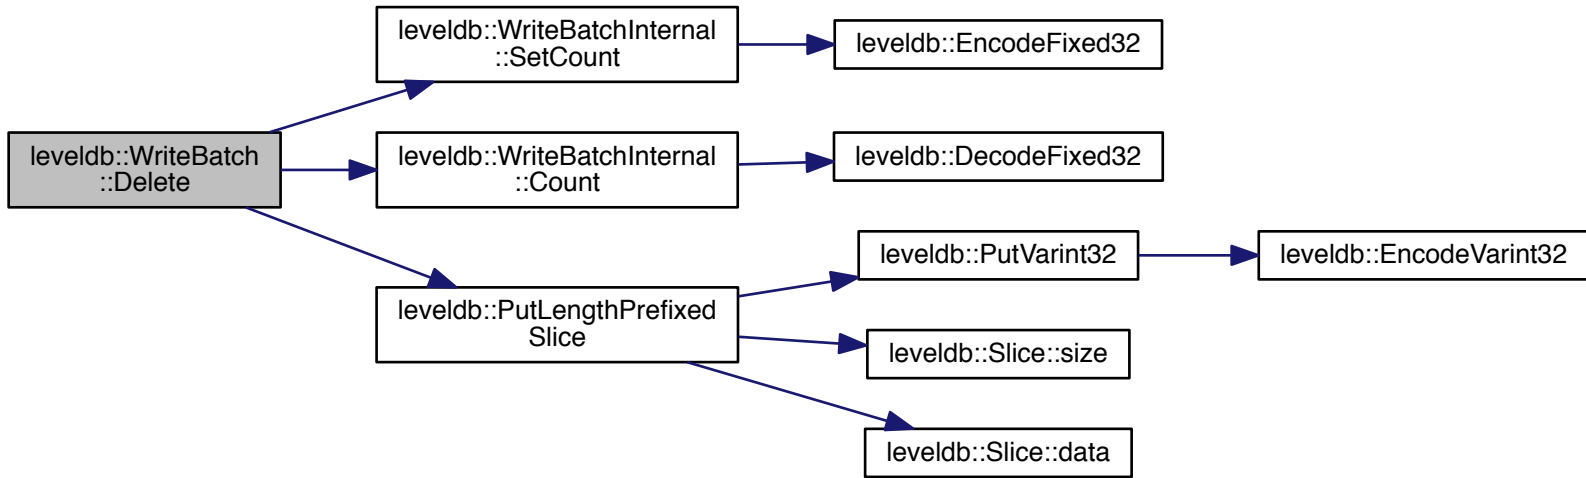 leveldb::WriteBatch
::Delete
leveldb::WriteBatchInternal
::SetCount
leveldb::EncodeFixed32
leveldb::WriteBatchInternal
::Count
leveldb::DecodeFixed32
leveldb::PutLengthPrefixed
Slice
leveldb::PutVarint32
leveldb::EncodeVarint32
leveldb::Slice::size
leveldb::Slice::data